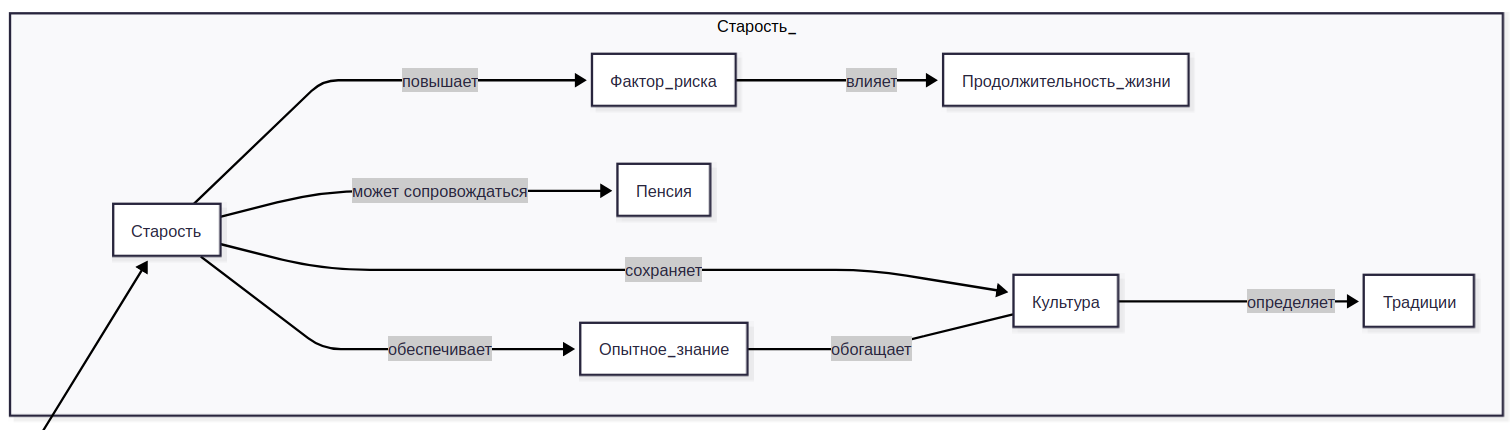 Старость_
повышает
Фактор_риска
влияет
Продолжительность_жизни
может сопровождаться
Пенсия
Старость
сохраняет
Культура
определяет
Традиции
обеспечивает
Опытное_знание
обогащает